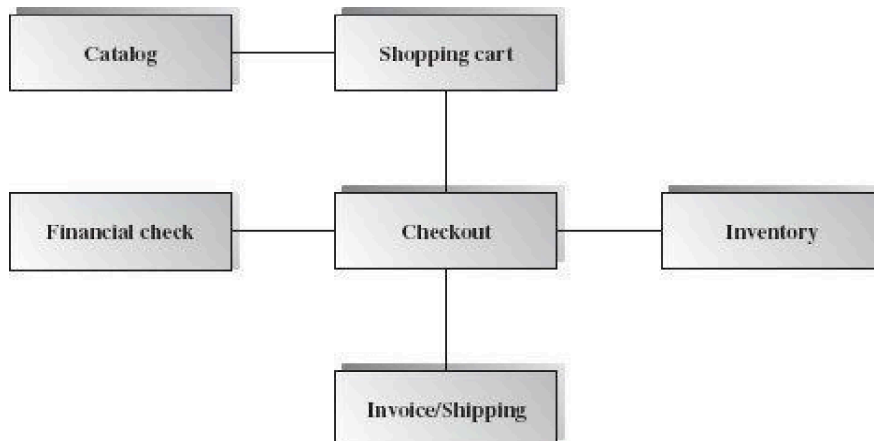 Catalog
Shopping cart
Financial check
Checkout
Inventory
Invoice/Shipping